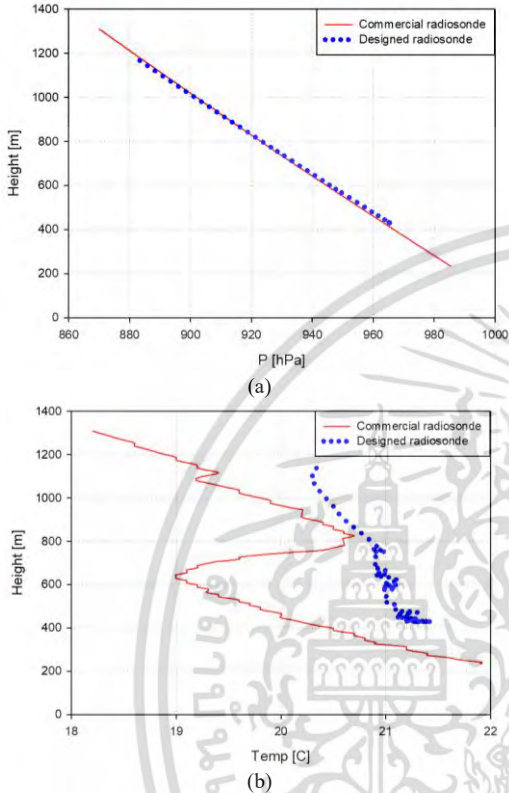 1400
1200
1000
800
600
400
200
0
Height [m]
Commercial radiosonde
Designed radiosonde
860 880 900 920 940 960 980 1000
P [hPa]
(a)
1400
1200
1000
800
600
400
200
0
Height [m]
Commercial radiosonde
Designed radiosonde
18 19 20 21 22
Temp [C]
(b)